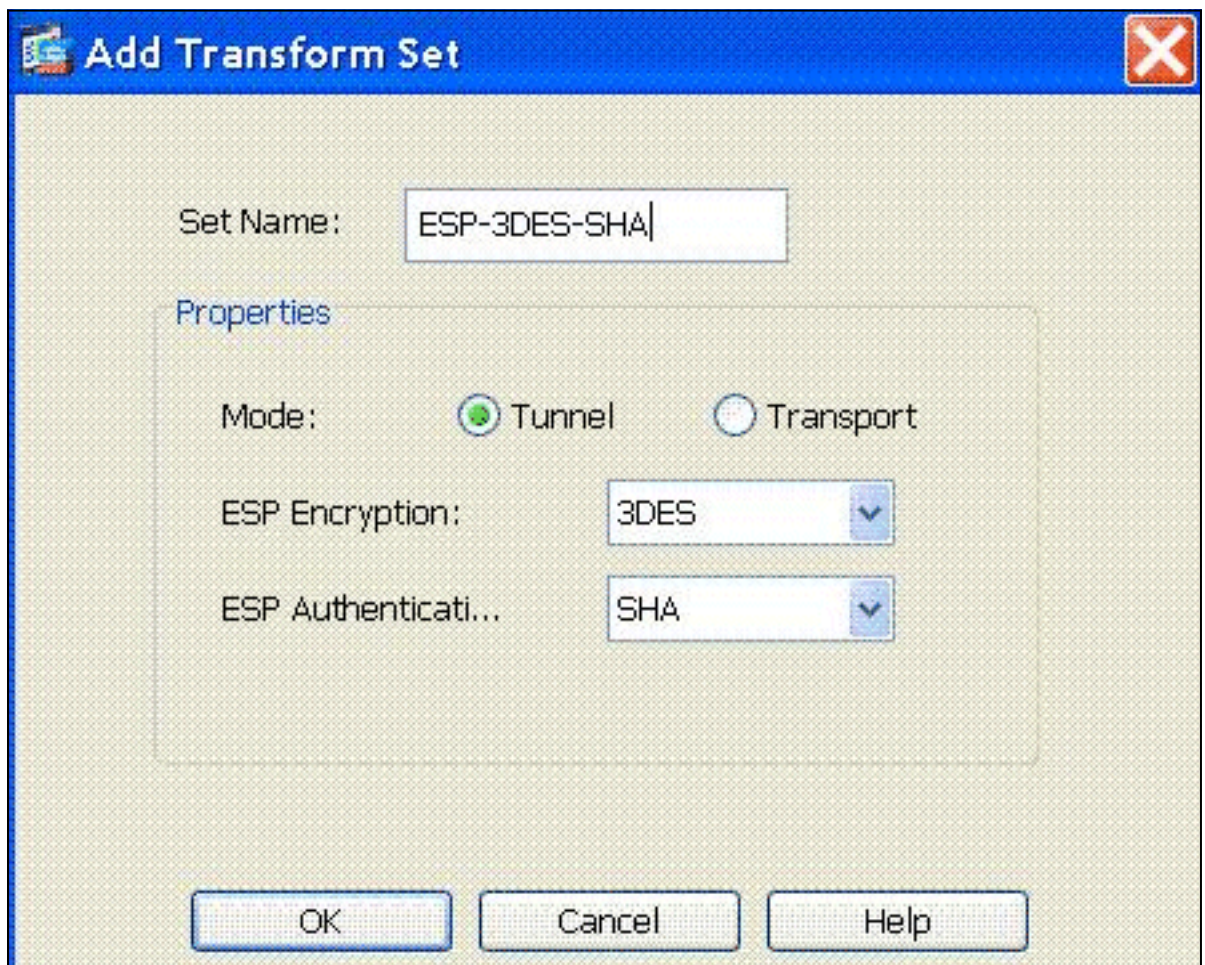 Add Transform Set
Set Name: ESP-3DES-SHA
Properties
Mode: Tunnel Transport
ESP Encryption: 3DES
ESP Authenticati... SHA
OK Cancel Help